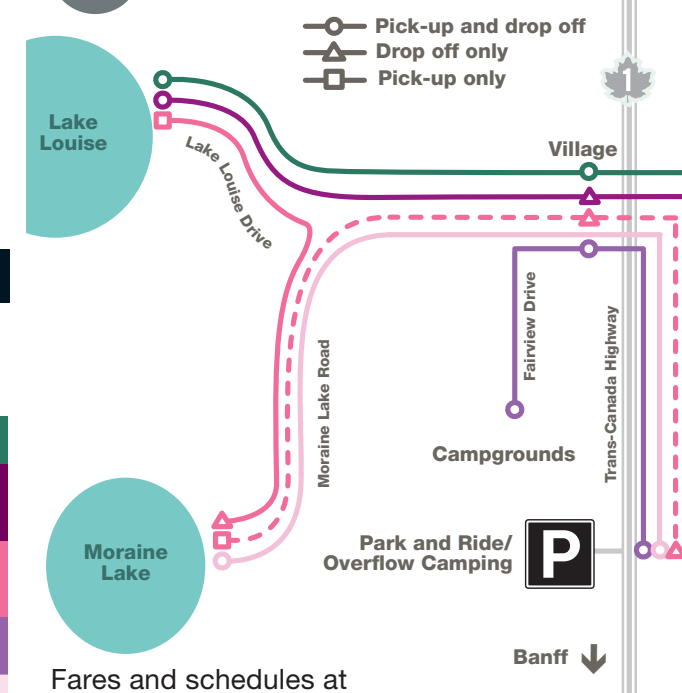 Pick-up and drop off
Drop off only
Pick-up only
1
Lake
Louise
Village
Lake Louise Drive
Fairview Drive
Trans-Canada Highway
Moraine Lake Road
Campgrounds
Park and Ride/
Overflow Camping
P
Moraine
Lake
Banff
Fares and schedules at